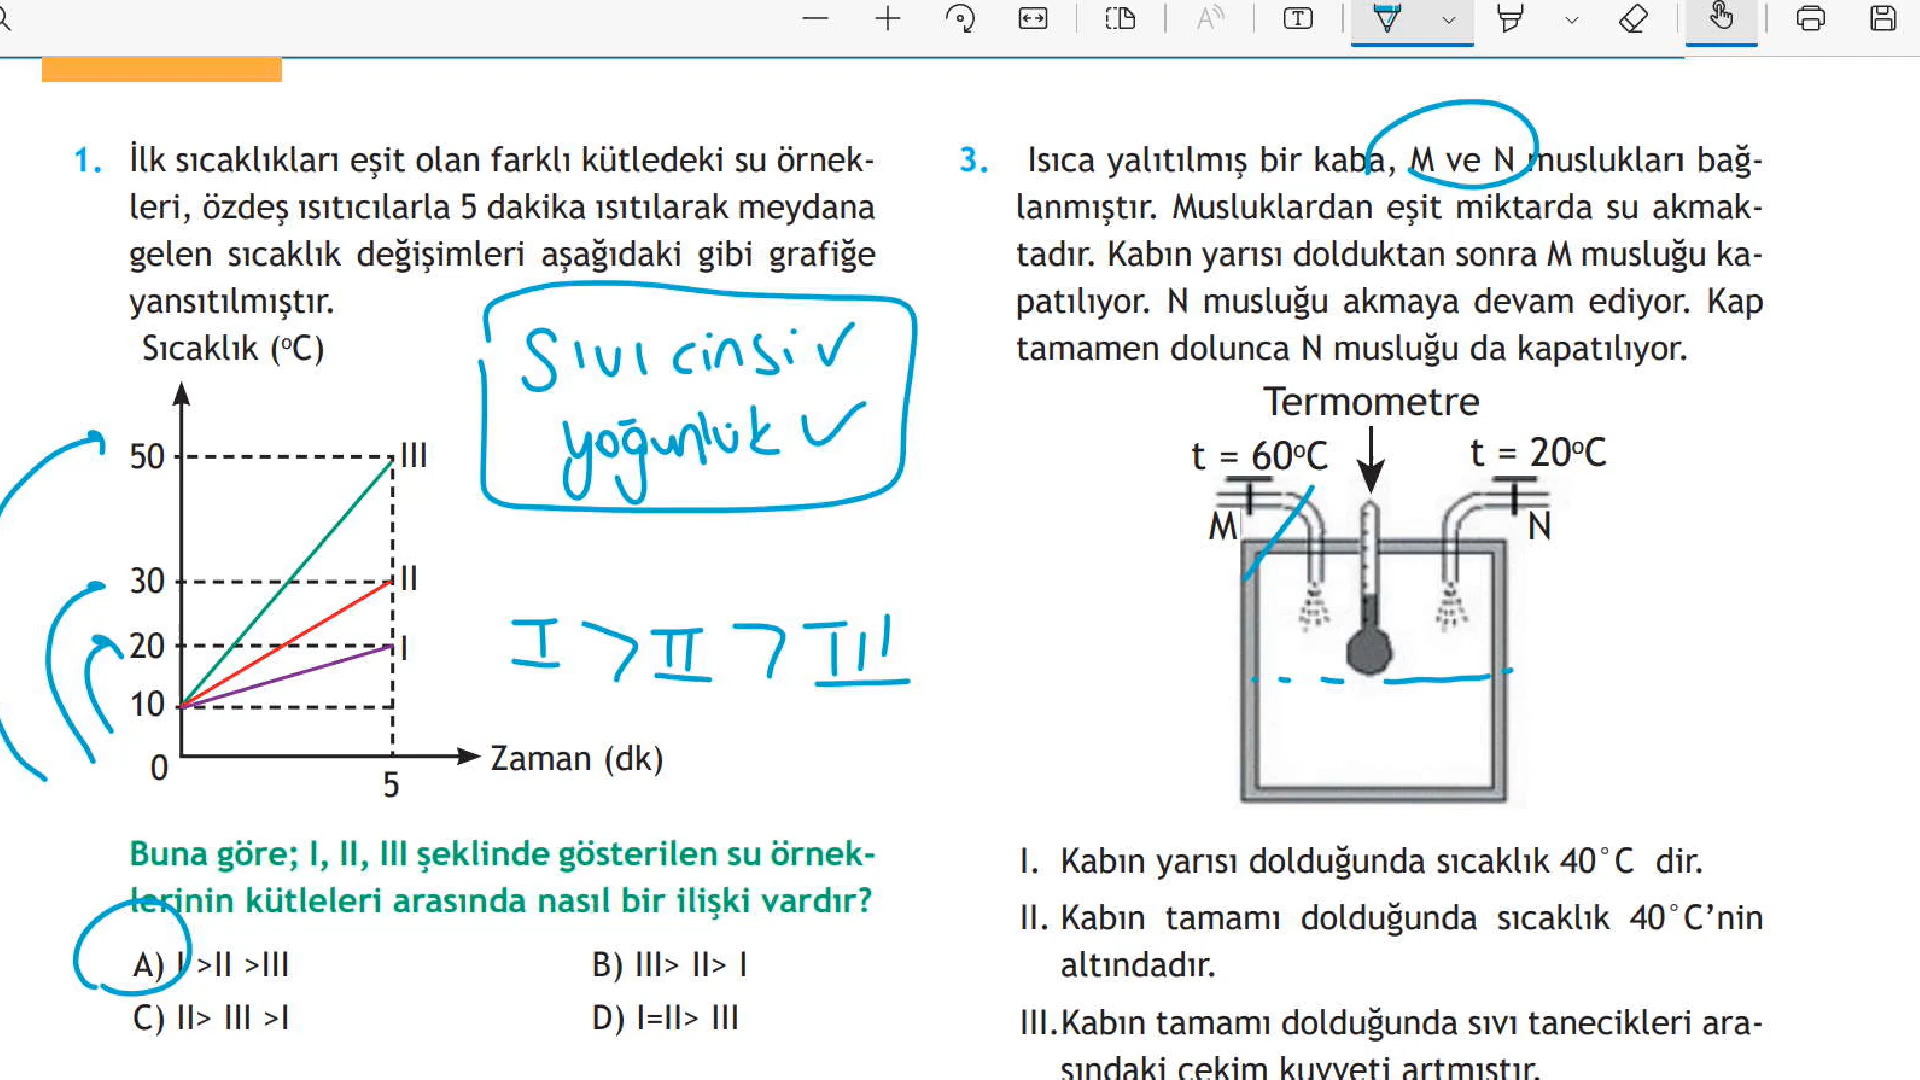 1. İlk sıcaklıkları eşit olan farklı kütledeki su örnek-
leri, özdeş ısıtıcılarla 5 dakika ısıtılarak meydana
gelen sıcaklık değişimleri aşağıdaki gibi grafiğe
yansıtılmıştır.
Sıcaklık (°C)
50
30
20
10
0
III
II
I
5
Zaman (dk)
Sıvı cinsi ✓
yoğunluk ✓
I > II > III
Buna göre; I, II, III şeklinde gösterilen su örnek-
lerinin kütleleri arasında nasıl bir ilişki vardır?
A) I >II >III
B) III> II> I
C) II> III >I
D) I=II> III
3. Isıca yalıtılmış bir kaba, M ve N muslukları bağ-
lanmıştır. Musluklardan eşit miktarda su akmak-
tadır. Kabın yarısı dolduktan sonra M musluğu ka-
patılıyor. N musluğu akmaya devam ediyor. Kap
tamamen dolunca N musluğu da kapatılıyor.
Termometre
t = 60°C
t = 20°C
M
N
I. Kabın yarısı dolduğunda sıcaklık 40°C dir.
II. Kabın tamamı dolduğunda sıcaklık 40°C'nin
altındadır.
III.Kabın tamamı dolduğunda sıvı tanecikleri ara-
sındaki çekim kuvveti artmıştır.